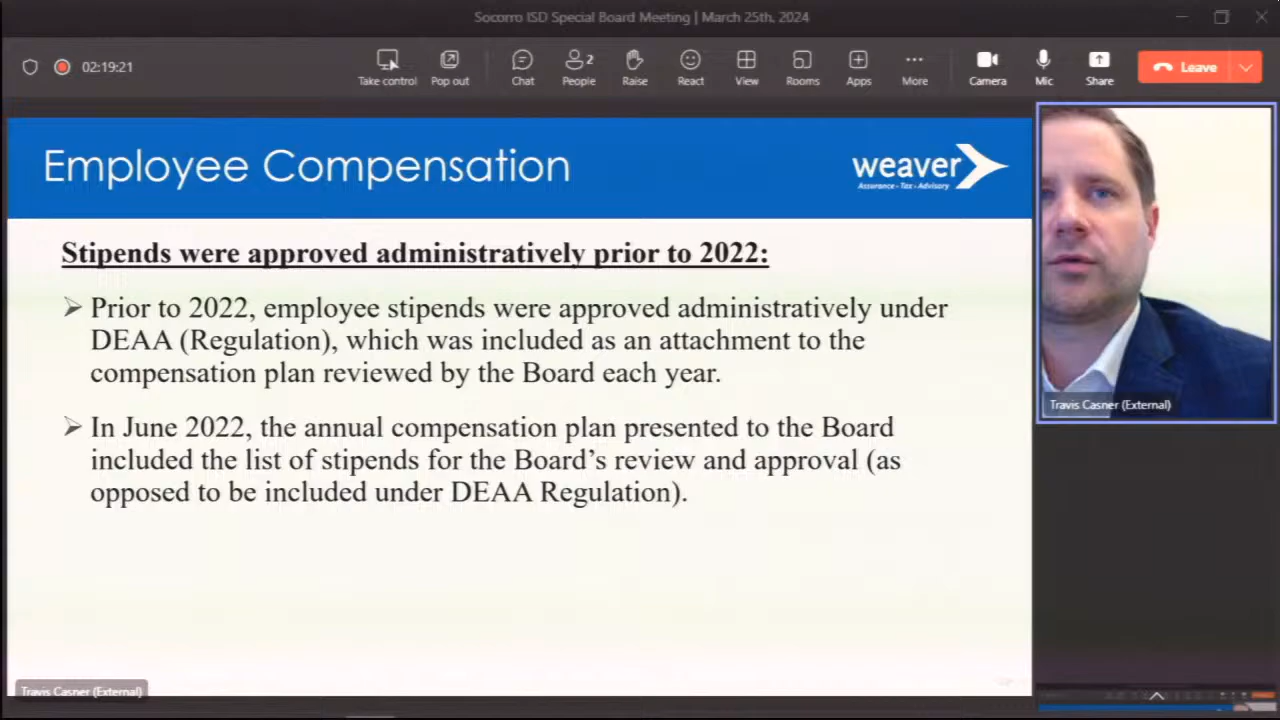 Socorro ISD Special Board Meeting | March 25th, 2024
02:19:21
Take control
Pop out
Chat
2
People
Raise
React
View
Rooms
Apps
More
Camera
Mic
Share
Leave
Employee Compensation
weaver
Assurance • Tax • Advisory
Stipends were approved administratively prior to 2022:
Prior to 2022, employee stipends were approved administratively under
DEAA (Regulation), which was included as an attachment to the
compensation plan reviewed by the Board each year.
In June 2022, the annual compensation plan presented to the Board
included the list of stipends for the Board’s review and approval (as
opposed to be included under DEAA Regulation).
Travis Casner (External)
Travis Casner (External)